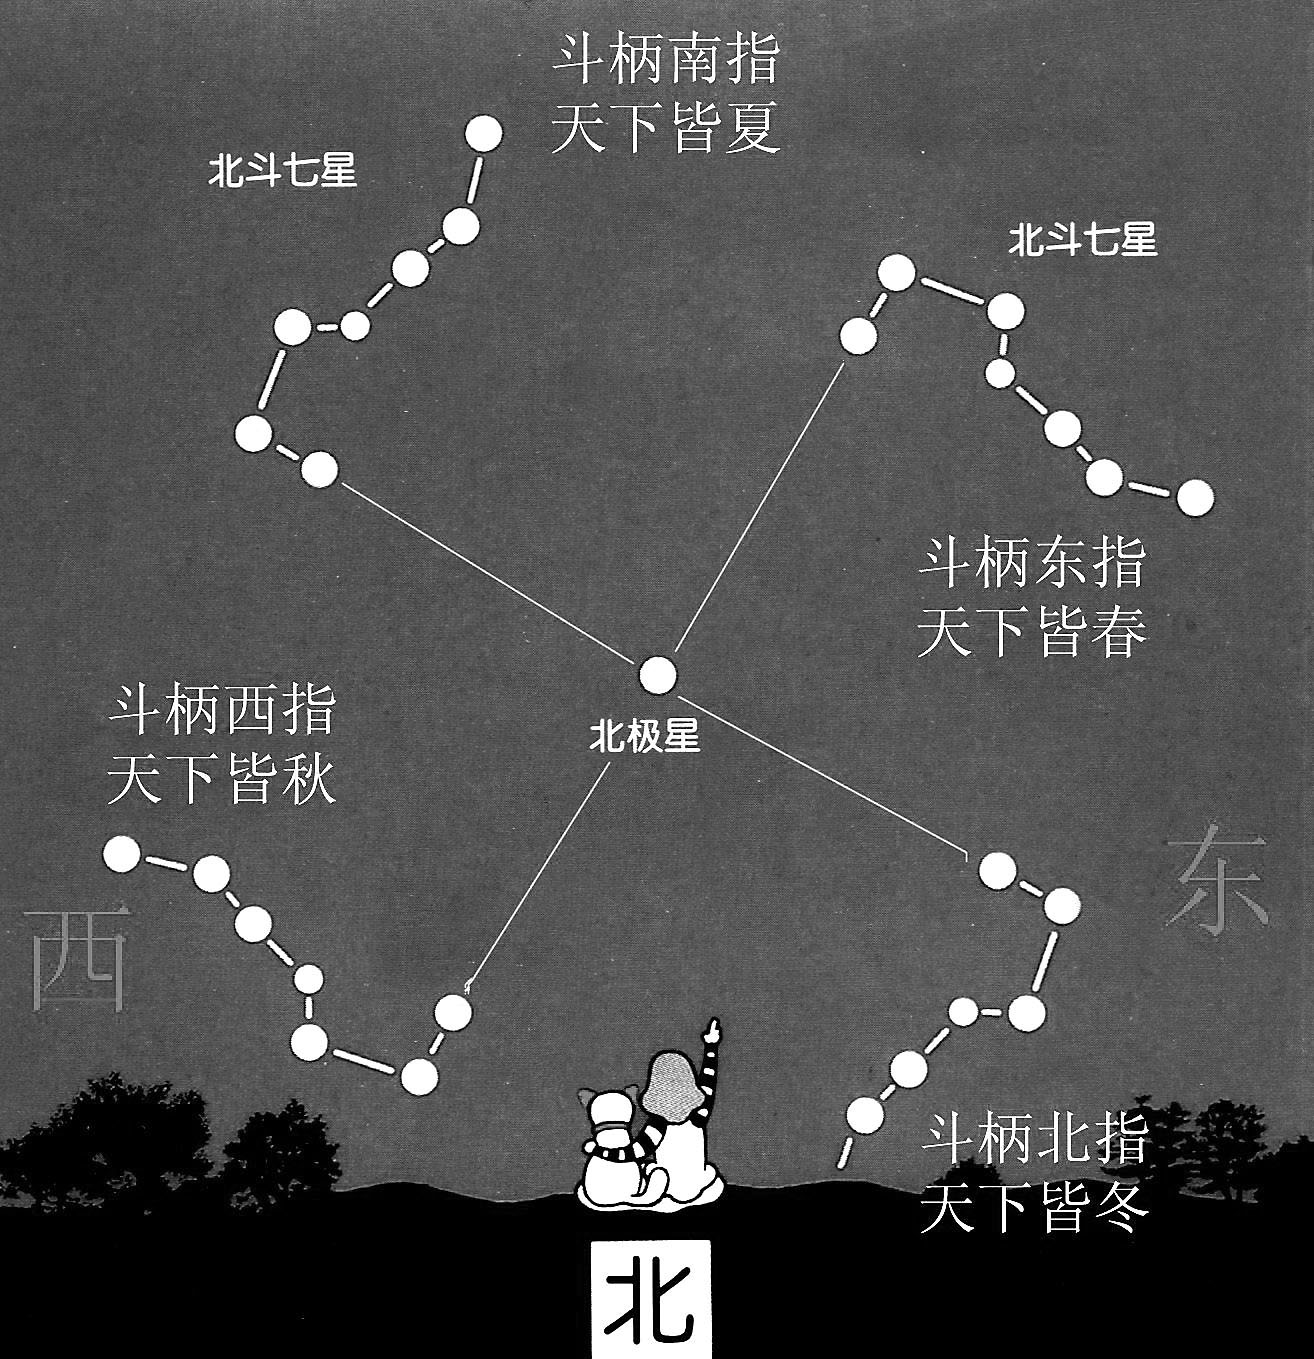 斗柄南指
天下皆夏
北斗七星
北斗七星
斗柄东指
天下皆春
斗柄西指
天下皆秋
北极星
东
西
斗柄北指
天下皆冬
北